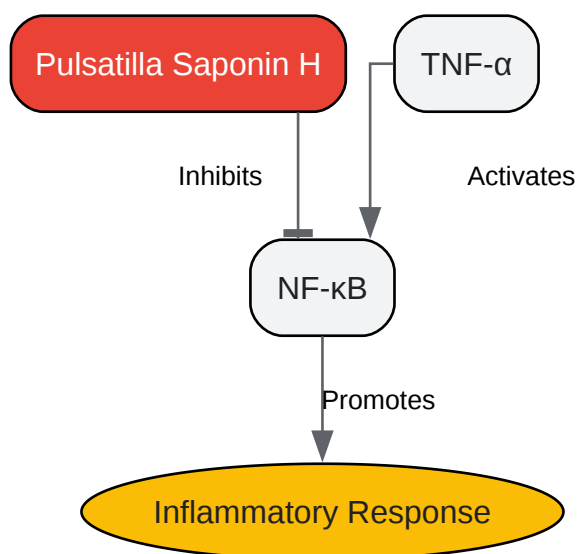 Pulsatilla Saponin H
TNF-α
Inhibits
Activates
NF-κB
Promotes
Inflammatory Response